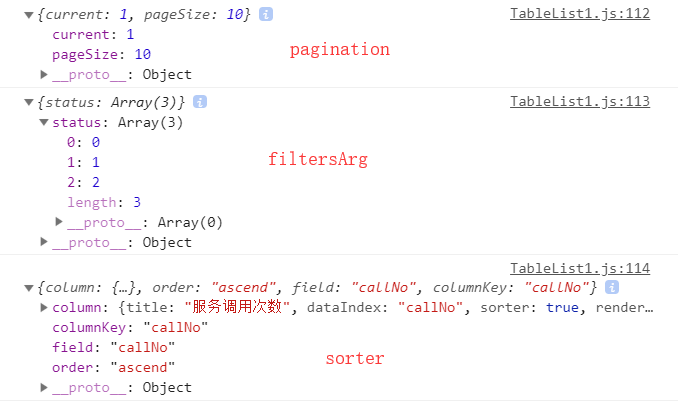 {current: 1, pageSize: 10} i TableList1.js:112
current: 1
pageSize: 10
pagination
__proto__: Object
{status: Array(3)} i TableList1.js:113
status: Array(3)
0: 0
1: 1
filtersArg
2: 2
length: 3
__proto__: Array(0)
__proto__: Object
TableList1.js:114
{column: {…}, order: "ascend", field: "callNo", columnKey: "callNo"} i
column: {title: "服务调用次数", dataIndex: "callNo", sorter: true, render…
columnKey: "callNo"
field: "callNo"
sorter
order: "ascend"
__proto__: Object